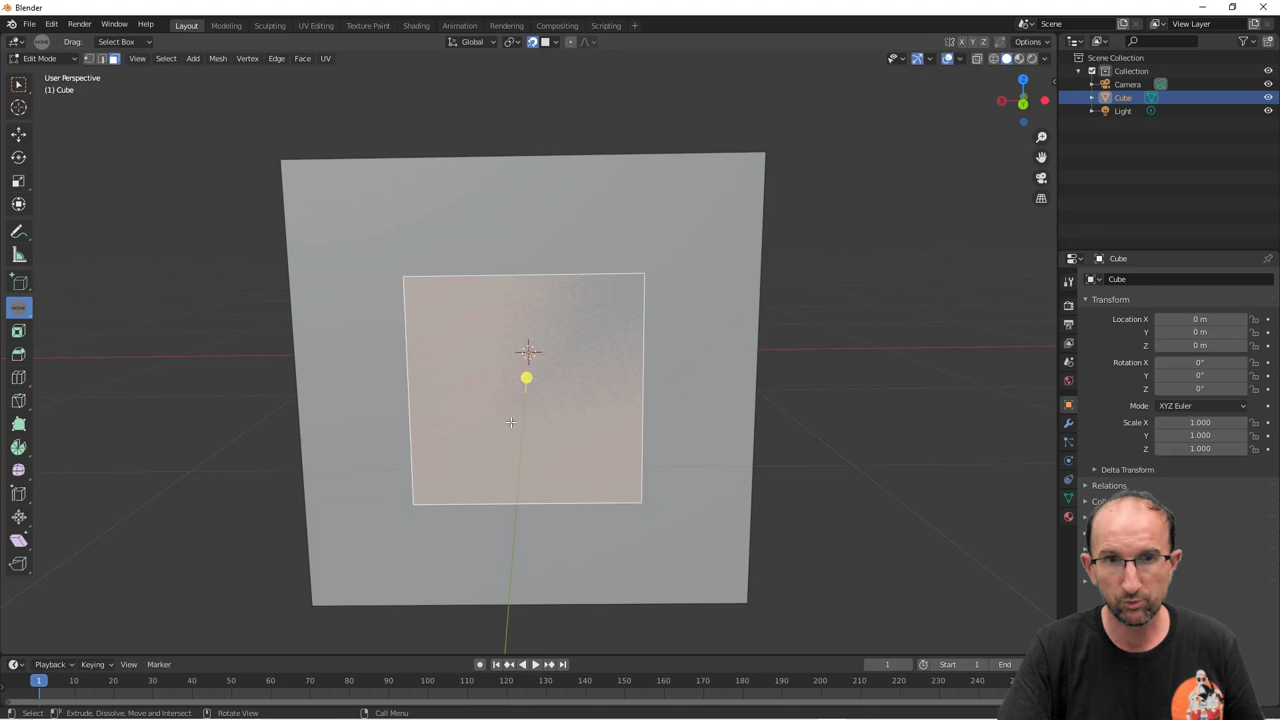 Blender
File Edit Render Window Help Layout Modeling Sculpting UV Editing Texture Paint Shading Animation Rendering Compositing Scripting + Scene View Layer
NONE Drag: Select Box Global X Y Z Options
Edit Mode View Select Add Mesh Vertex Edge Face UV
User Perspective
(1) Cube
Scene Collection
Collection
Camera
Cube
Light
Z
X
Y
NONE
Cube
Cube
Transform
Location X 0 m
Y 0 m
Z 0 m
Rotation X 0°
Y 0°
Z 0°
Mode XYZ Euler
Scale X 1.000
Y 1.000
Z 1.000
Delta Transform
Relations
Playback Keying View Marker 1 Start 1 End
1 10 20 30 40 50 60 70 80 90 100 110 120 130 140 150 160 170 180 190 200 210 220 230 240
Select Extrude, Dissolve, Move and Intersect Rotate View Call Menu